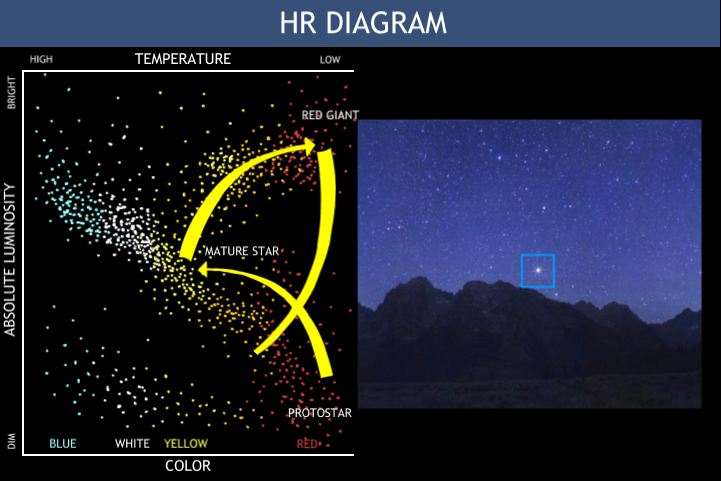 HR DIAGRAM
HIGH
TEMPERATURE
LOW
BRIGHT
RED GIANT
ABSOLUTE LUMINOSITY
MATURE STAR
PROTOSTAR
DIM
BLUE
WHITE
YELLOW
RED
COLOR